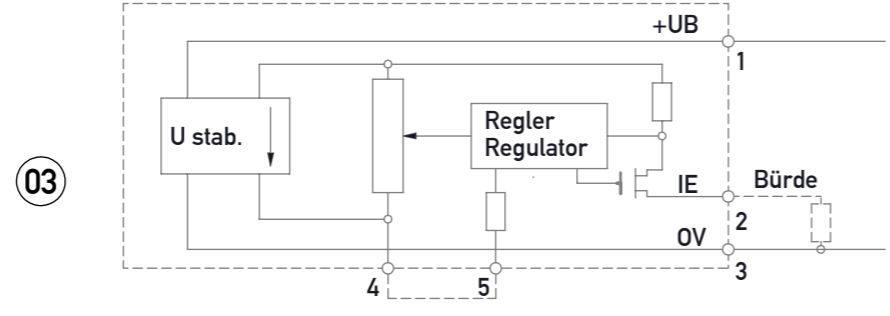 +UB
1
U stab.
Regler
Regulator
03
IE
Bürde
2
0V
3
4
5